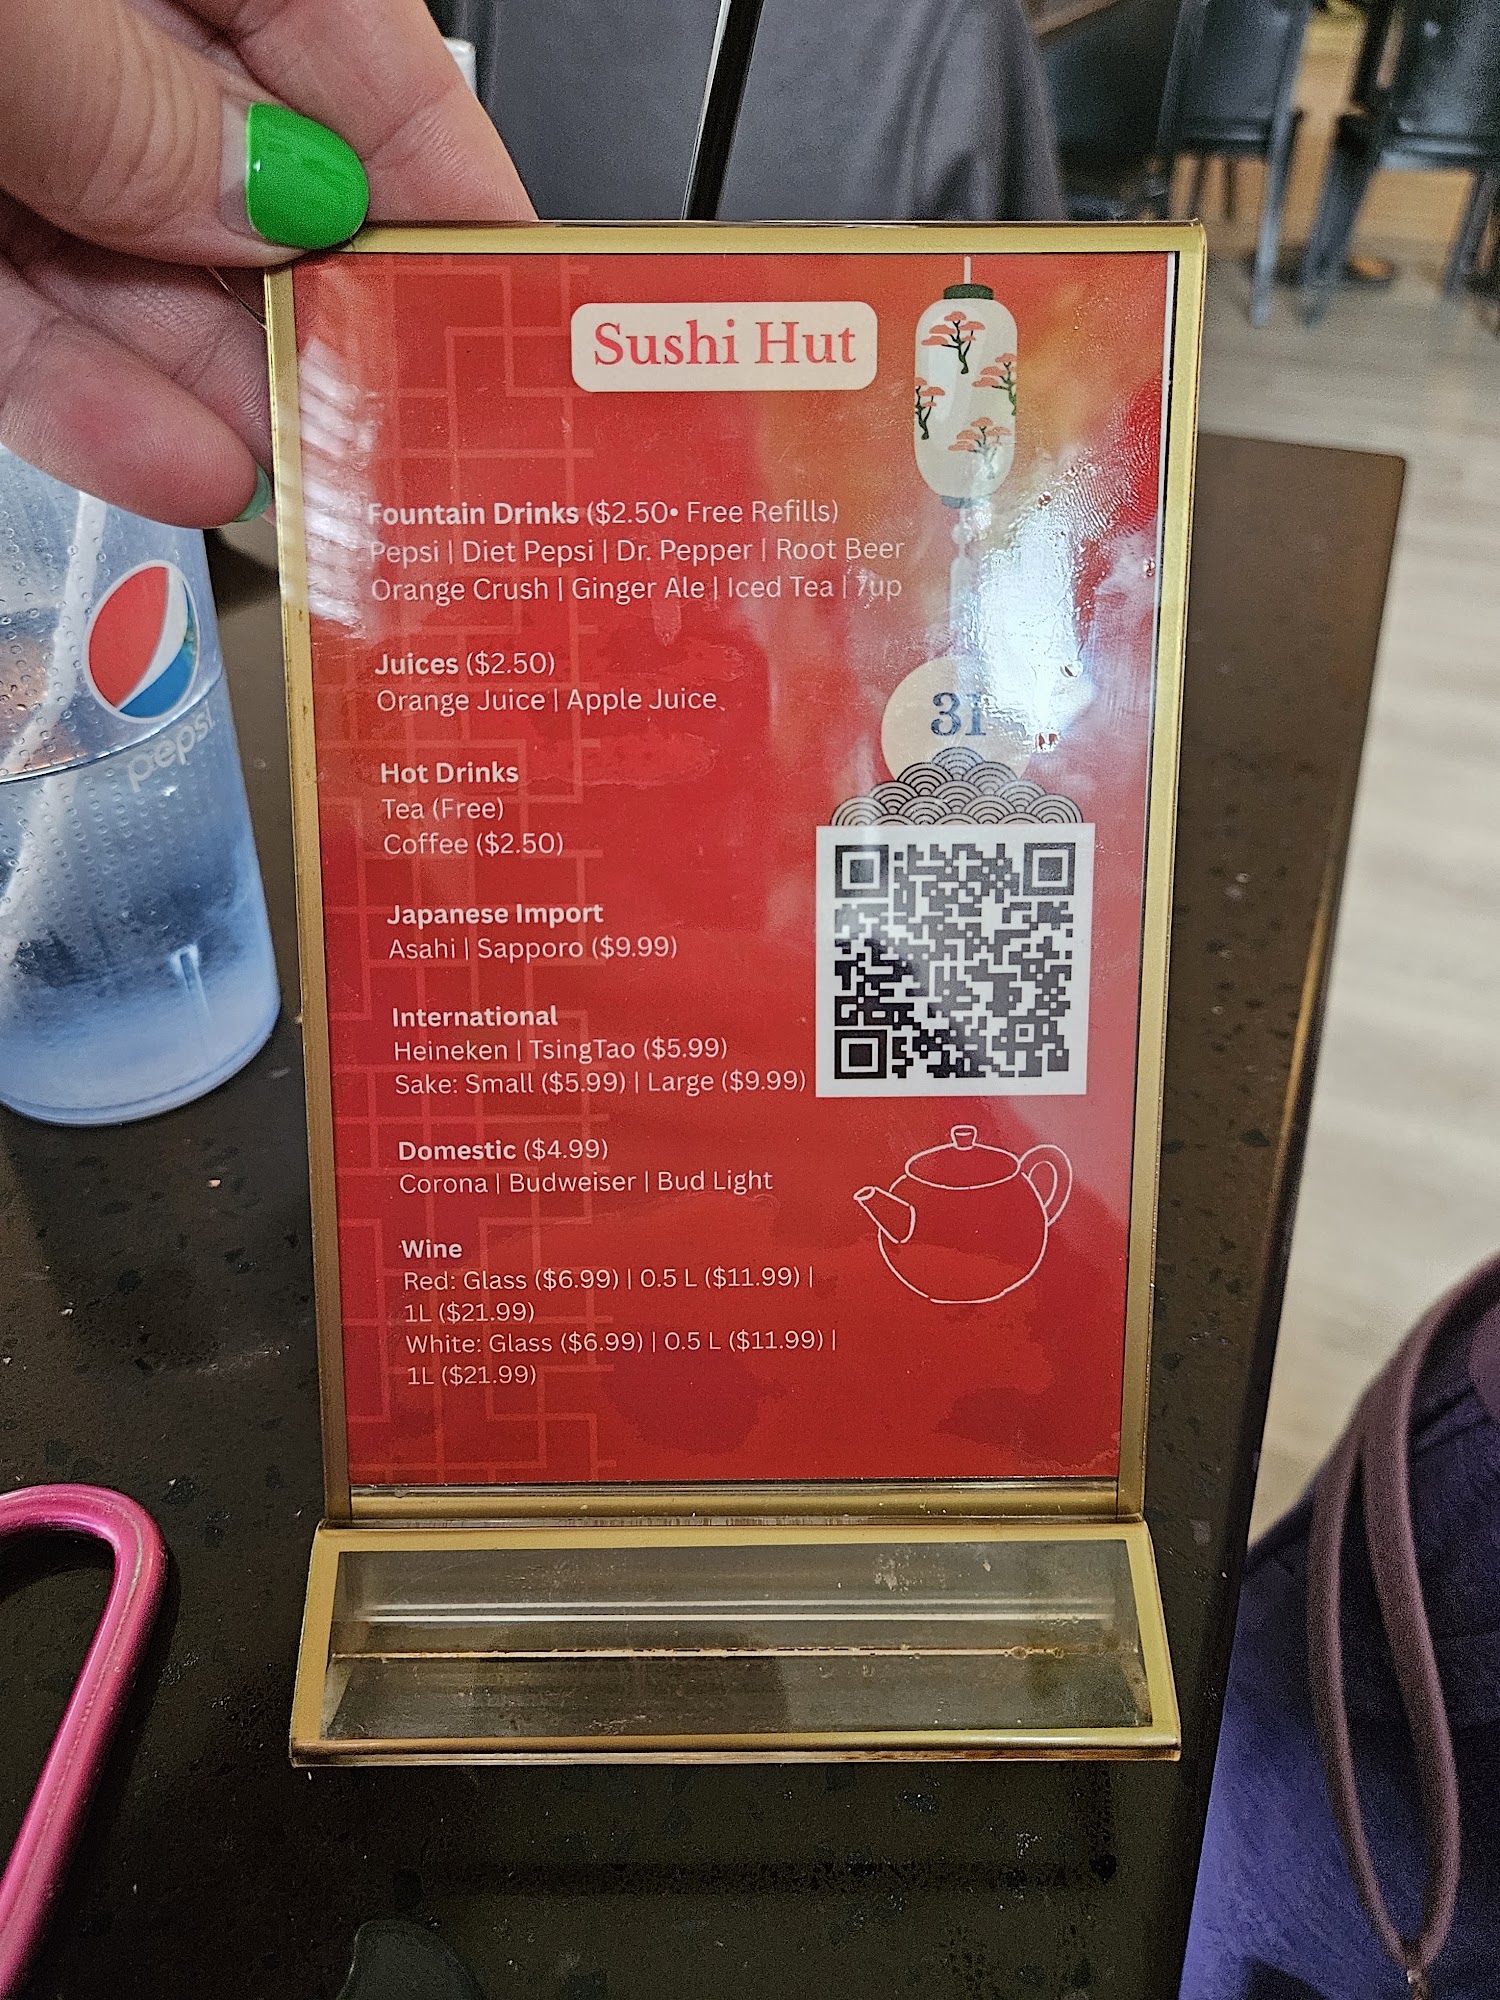 Sushi Hut
Fountain Drinks ($2.50• Free Refills)
Pepsi | Diet Pepsi | Dr. Pepper | Root Beer
Orange Crush | Ginger Ale | Iced Tea | 7up
Juices ($2.50)
Orange Juice | Apple Juice
Hot Drinks
Tea (Free)
Coffee ($2.50)
Japanese Import
Asahi | Sapporo ($9.99)
International
Heineken | TsingTao ($5.99)
Sake: Small ($5.99) | Large ($9.99)
Domestic ($4.99)
Corona | Budweiser | Bud Light
Wine
Red: Glass ($6.99) | 0.5 L ($11.99) |
1L ($21.99)
White: Glass ($6.99) | 0.5 L ($11.99) |
1L ($21.99)
31
pepsi